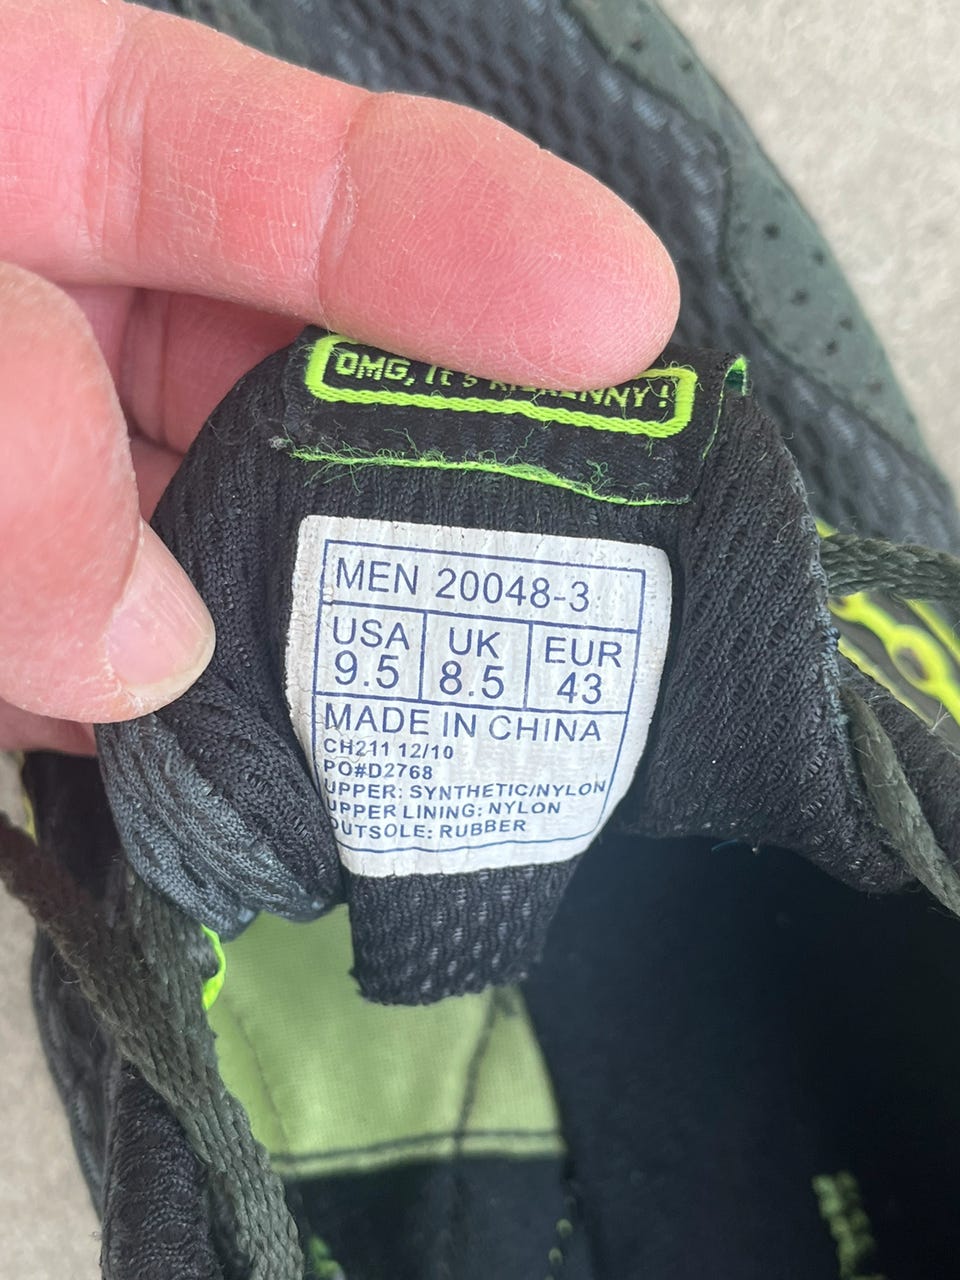 OMG, it's KILKENNY!
MEN 20048-3
USA UK EUR
9.5 8.5 43
MADE IN CHINA
CH211 12/10
PO#D2768
UPPER: SYNTHETIC/NYLON
UPPER LINING: NYLON
OUTSOLE: RUBBER